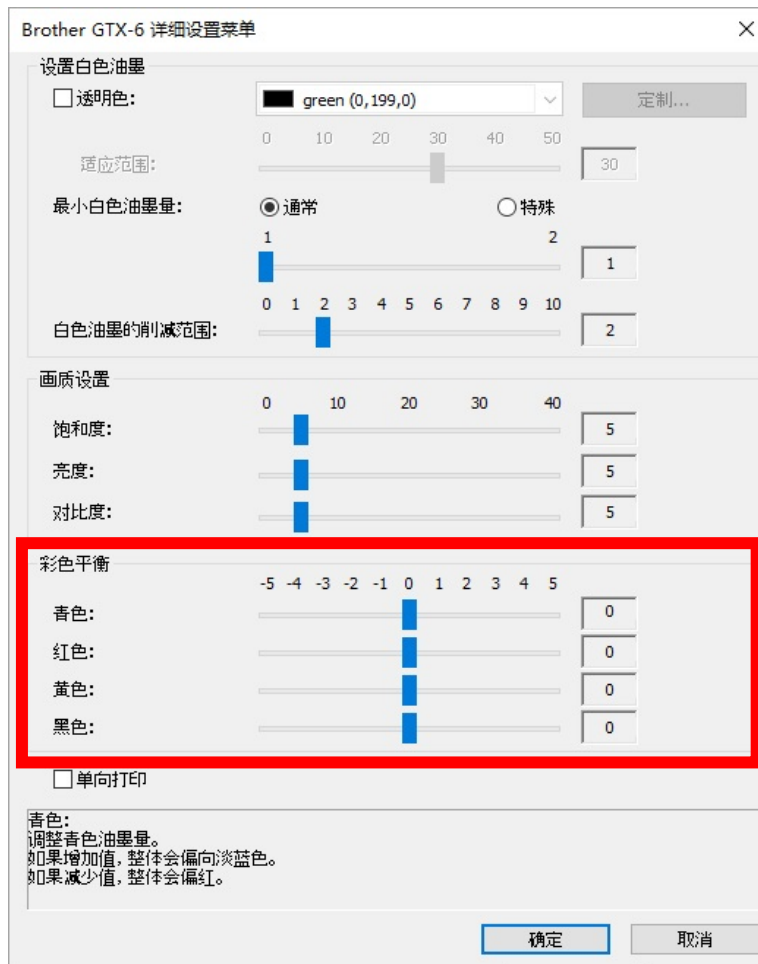 Brother GTX-6 详细设置菜单
设置白色油墨
透明色: green (0,199,0) 定制...
0 10 20 30 40 50
适应范围: 30
最小白色油墨量: 通常 特殊
1 2
1
0 1 2 3 4 5 6 7 8 9 10
白色油墨的削减范围: 2
画质设置
0 10 20 30 40
饱和度: 5
亮度: 5
对比度: 5
彩色平衡
-5 -4 -3 -2 -1 0 1 2 3 4 5
青色: 0
红色: 0
黄色: 0
黑色: 0
单向打印
青色:
调整青色油墨量。
如果增加值,整体会偏向淡蓝色。
如果减少值,整体会偏红。
确定 取消